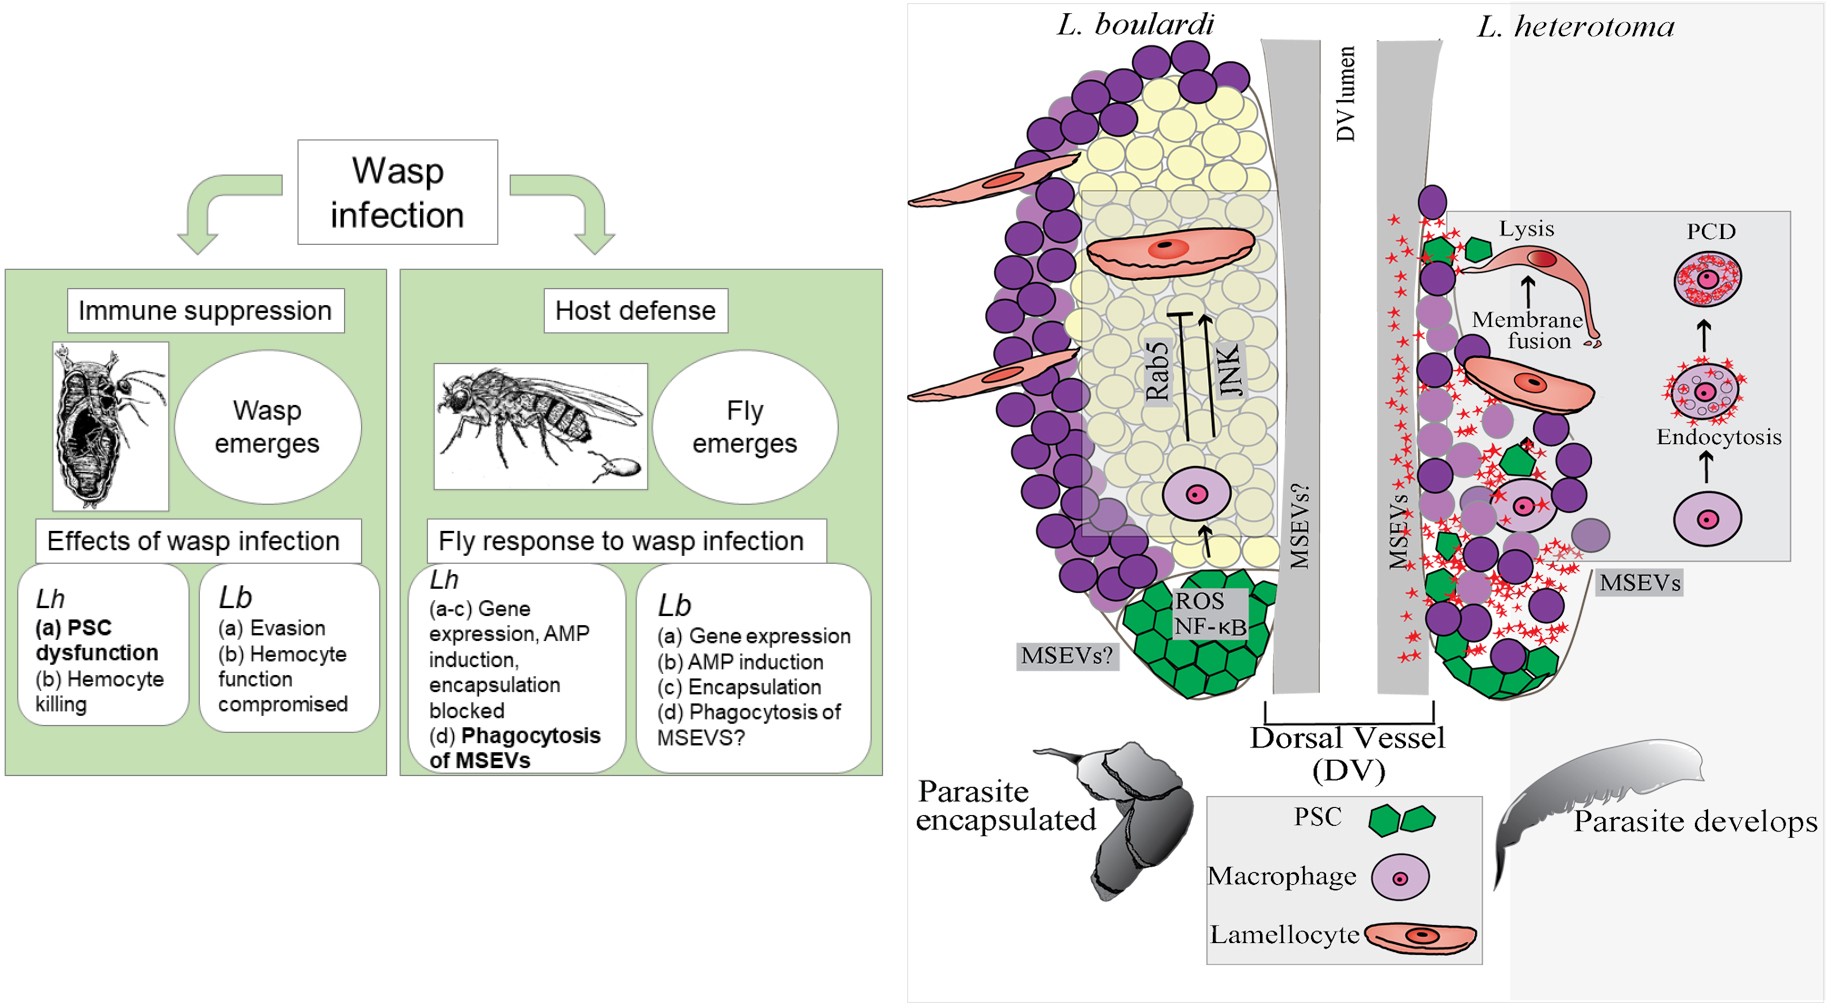 Wasp
infection
Immune suppression
Wasp
emerges
Effects of wasp infection
Lh
(a) PSC
dysfunction
(b) Hemocyte
killing
Lb
(a) Evasion
(b) Hemocyte
function
compromised
Host defense
Fly
emerges
Fly response to wasp infection
Lh
(a-c) Gene
expression, AMP
induction,
encapsulation
blocked
(d) Phagocytosis
of MSEVs
Lb
(a) Gene expression
(b) AMP induction
(c) Encapsulation
(d) Phagocytosis of
MSEVS?
L. boulardi
L. heterotoma
DV lumen
Rab5
JNK
ROS
NF-κB
MSEVs?
MSEVs?
MSEVs
Lysis
Membrane
fusion
PCD
Endocytosis
MSEVs
Dorsal Vessel
(DV)
Parasite
encapsulated
Parasite develops
PSC
Macrophage
Lamellocyte